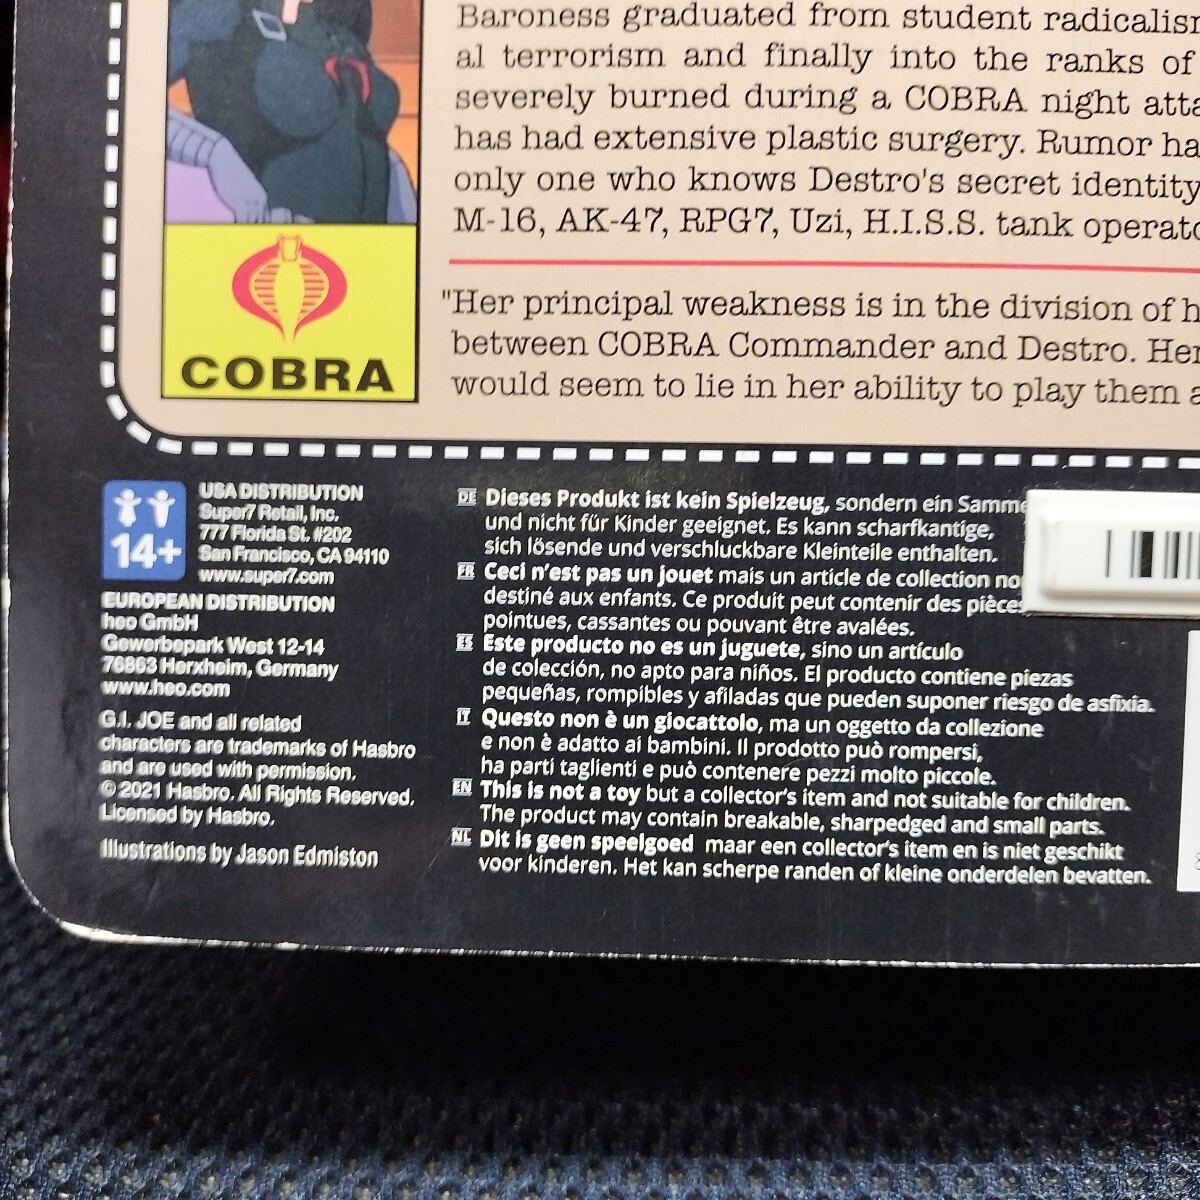 Baroness graduated from student radicalism
al terrorism and finally into the ranks of
severely burned during a COBRA night
has had extensive plastic surgery. Rumor
only one who knows Destro's secret identity
M-16, AK-47, RPG7, Uzi, H.I.S.S. tank
"Her principal weakness is in the division of
between COBRA Commander and Destro. Her
would seem to lie in her ability to play them
COBRA
14+
USA DISTRIBUTION
Super7 Retail, Inc.
777 Florida St. #202
San Francisco, CA 94110
www.super7.com
EUROPEAN DISTRIBUTION
heo GmbH
Gewerbepark West 12-14
76863 Herxheim, Germany
www.heo.com
G.I. JOE and all related
characters are trademarks of Hasbro
and are used with permission.
© 2021 Hasbro. All Rights Reserved.
Licensed by Hasbro.
Illustrations by Jason Edmiston
DE Dieses Produkt ist kein Spielzeug, sondern ein
und nicht für Kinder geeignet. Es kann scharfkantige,
sich lösende und verschluckbare Kleinteile enthalten.
FR Ceci n'est pas un jouet mais un article de collection
destiné aux enfants. Ce produit peut contenir des pièces
pointues, cassantes ou pouvant être avalées.
ES Este producto no es un juguete, sino un artículo
de colección, no apto para niños. El producto contiene piezas
pequeñas, rompibles y afiladas que pueden suponer riesgo de asfixia.
IT Questo non è un giocattolo, ma un oggetto da collezione
e non è adatto ai bambini. Il prodotto può rompersi,
ha parti taglienti e può contenere pezzi molto piccole.
EN This is not a toy but a collector's item and not suitable for children.
The product may contain breakable, sharpedged and small parts.
NL Dit is geen speelgoed maar een collector's item en is niet geschikt
voor kinderen. Het kan scherpe randen of kleine onderdelen bevatten.